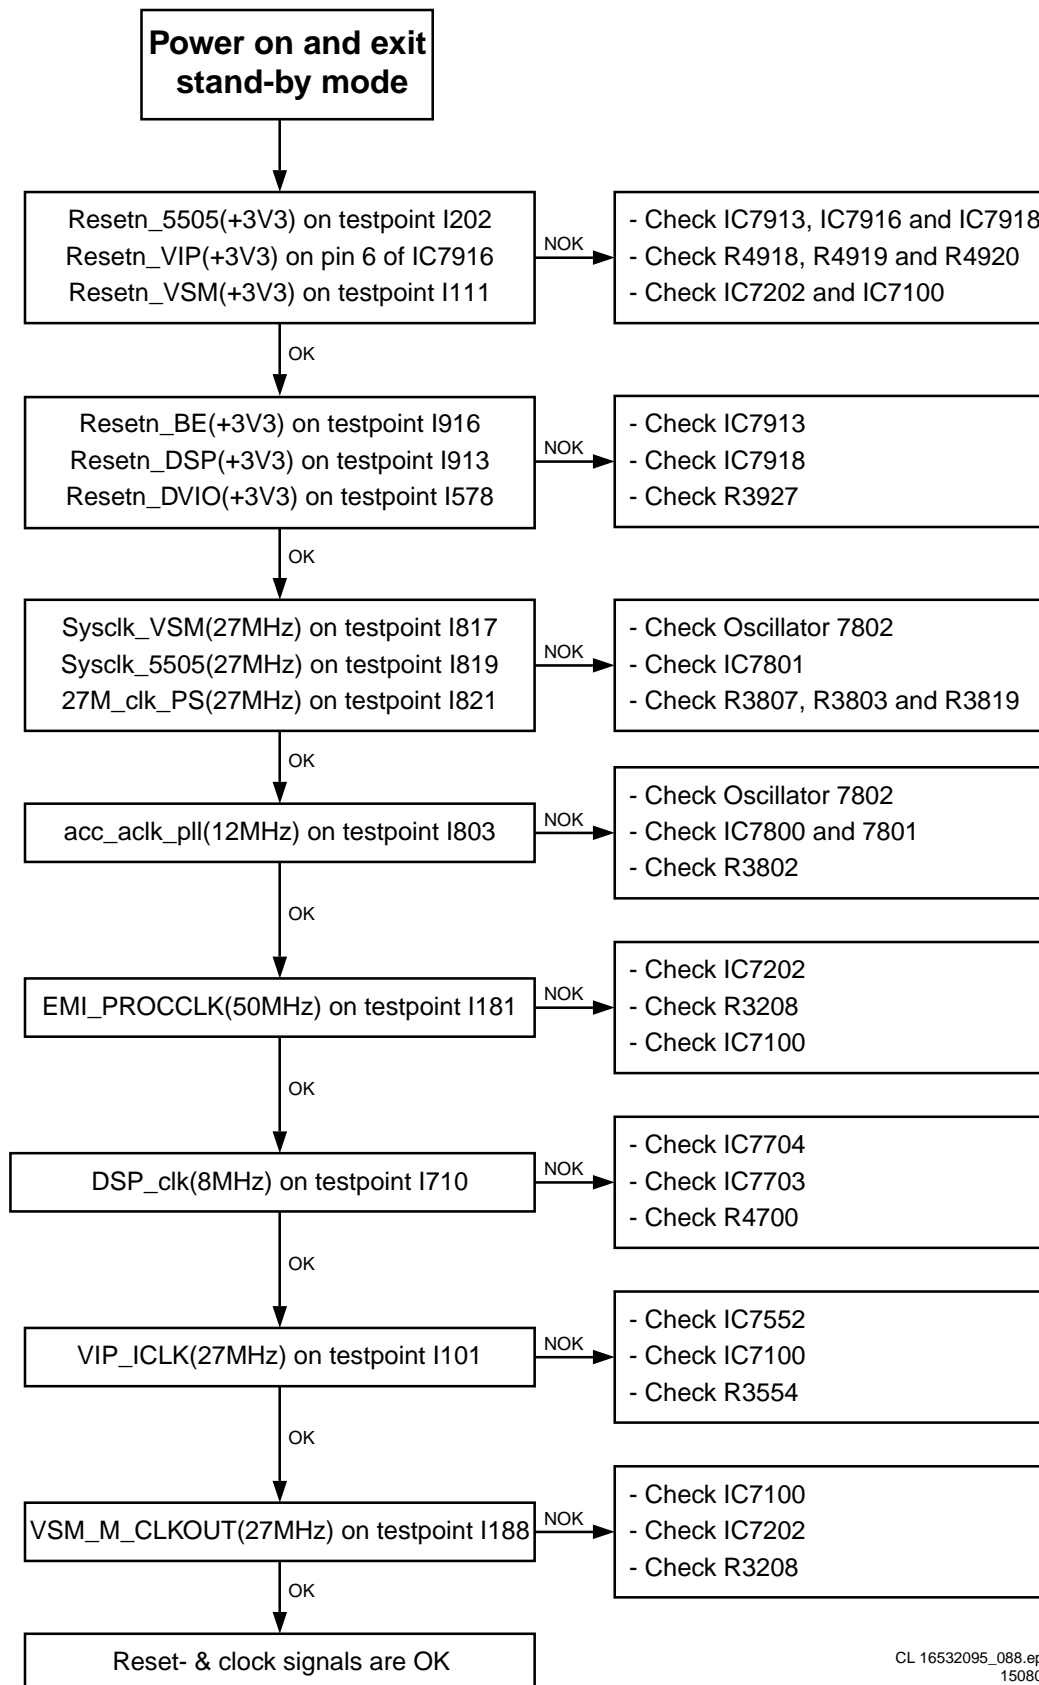 Power on and exit
stand-by mode
Resetn_5505(+3V3) on testpoint I202
Resetn_VIP(+3V3) on pin 6 of IC7916
Resetn_VSM(+3V3) on testpoint I111
NOK
- Check IC7913, IC7916 and IC7918
- Check R4918, R4919 and R4920
- Check IC7202 and IC7100
OK
Resetn_BE(+3V3) on testpoint I916
Resetn_DSP(+3V3) on testpoint I913
Resetn_DVIO(+3V3) on testpoint I578
NOK
- Check IC7913
- Check IC7918
- Check R3927
OK
Sysclk_VSM(27MHz) on testpoint I817
Sysclk_5505(27MHz) on testpoint I819
27M_clk_PS(27MHz) on testpoint I821
NOK
- Check Oscillator 7802
- Check IC7801
- Check R3807, R3803 and R3819
OK
acc_aclk_pll(12MHz) on testpoint I803
NOK
- Check Oscillator 7802
- Check IC7800 and 7801
- Check R3802
OK
EMI_PROCCLK(50MHz) on testpoint I181
NOK
- Check IC7202
- Check R3208
- Check IC7100
OK
DSP_clk(8MHz) on testpoint I710
NOK
- Check IC7704
- Check IC7703
- Check R4700
OK
VIP_ICLK(27MHz) on testpoint I101
NOK
- Check IC7552
- Check IC7100
- Check R3554
OK
VSM_M_CLKOUT(27MHz) on testpoint I188
NOK
- Check IC7100
- Check IC7202
- Check R3208
OK
Reset- & clock signals are OK
CL 16532095_088.ep
15080